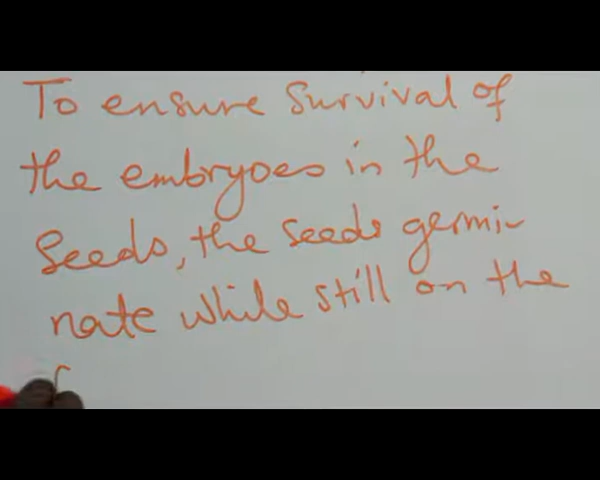 To ensure survival of
the embryoes in the
Seeds, the seeds germi-
nate while still on the